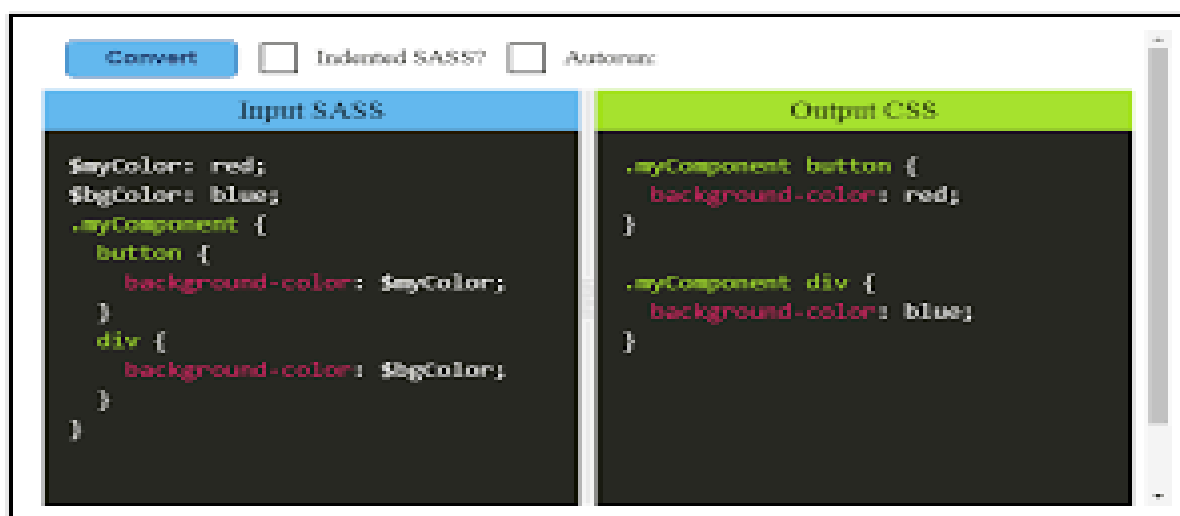 Convert Indented SASS? Autorun:
Input SASS
$myColor: red;
$bgColor: blue;
.myComponent {
  button {
    background-color: $myColor;
  }
  div {
    background-color: $bgColor;
  }
}
Output CSS
.myComponent button {
  background-color: red;
}
.myComponent div {
  background-color: blue;
}